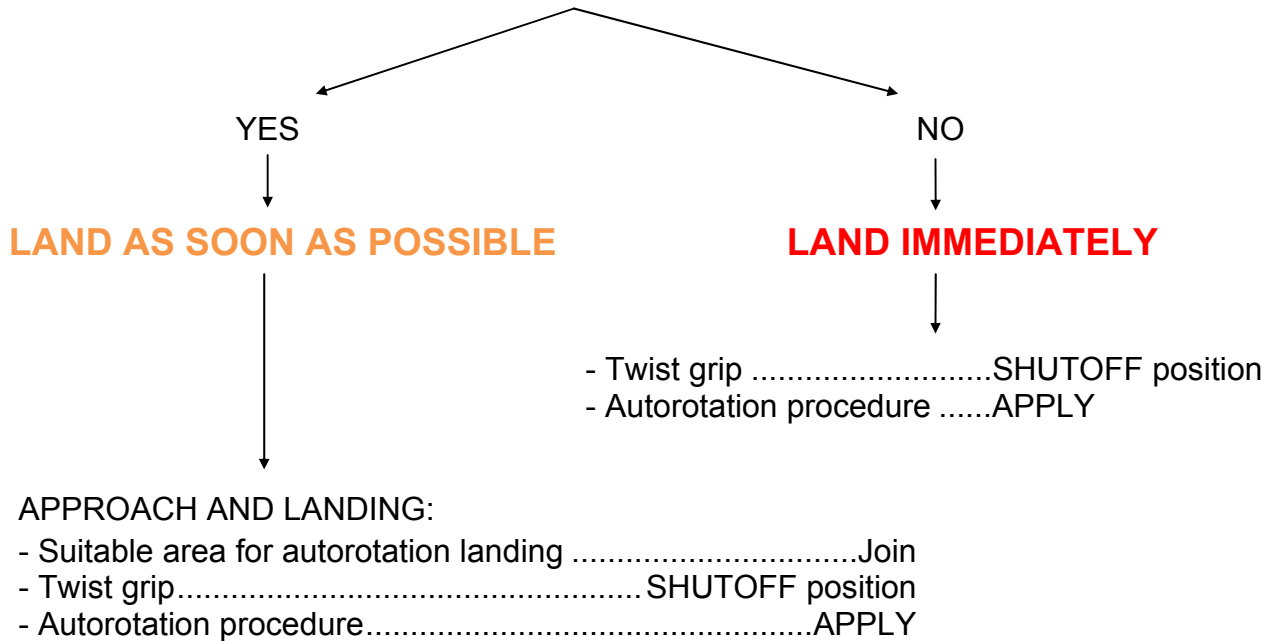 YES
NO
LAND AS SOON AS POSSIBLE
LAND IMMEDIATELY
- Twist grip ...........................SHUTOFF position
- Autorotation procedure ......APPLY
APPROACH AND LANDING:
- Suitable area for autorotation landing ................................Join
- Twist grip.................................................... SHUTOFF position
- Autorotation procedure..................................................APPLY